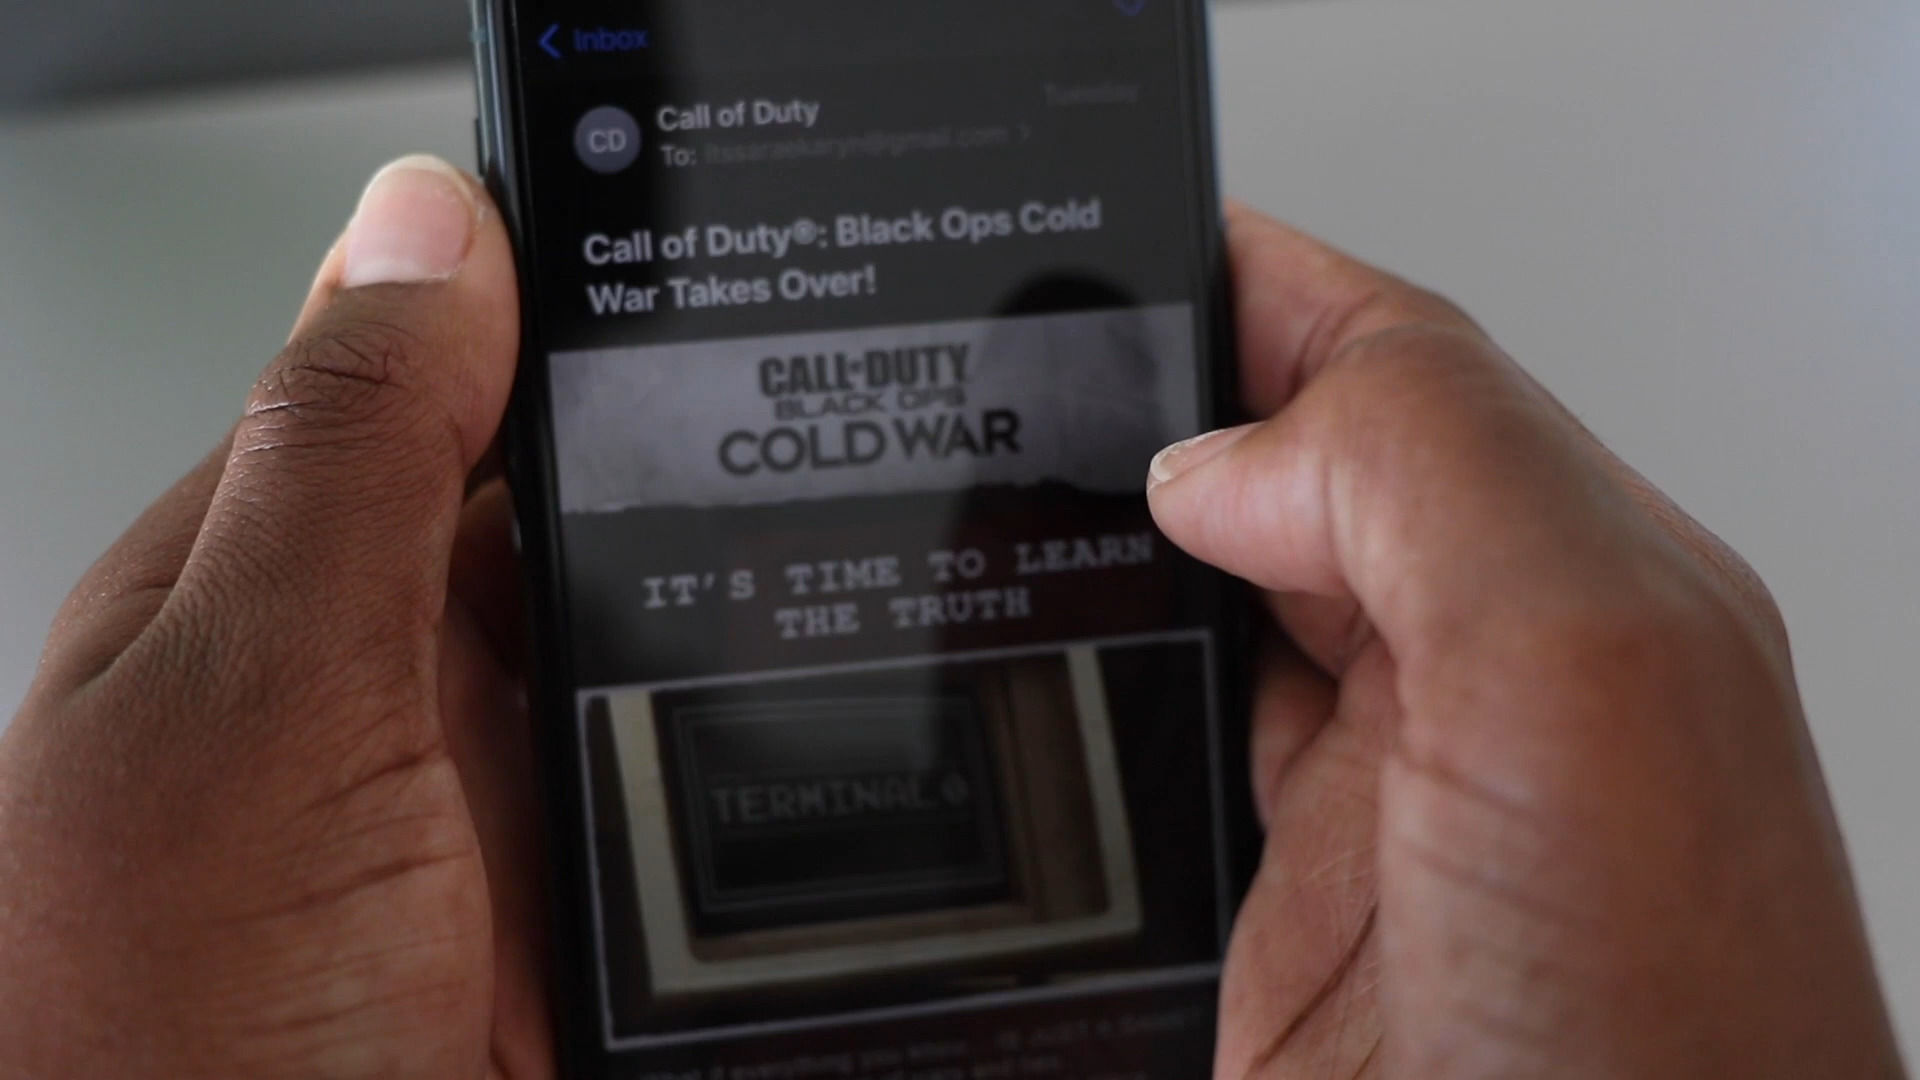 Inbox
Call of Duty
Tuesday
CD
To:
Call of Duty®: Black Ops Cold
War Takes Over!
CALL OF DUTY
BLACK OPS
COLD WAR
IT'S TIME TO LEARN
THE TRUTH
TERMINAL